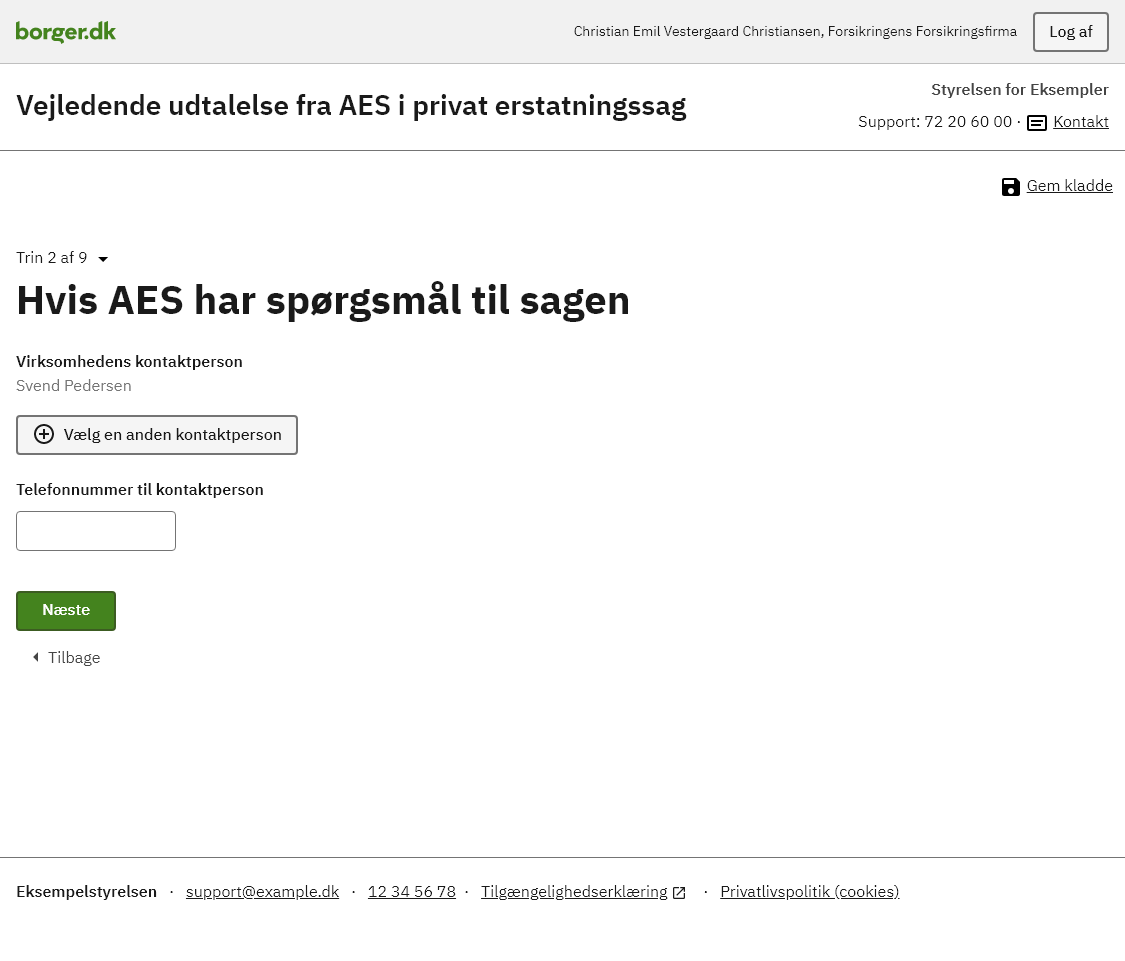 borger.dk
Christian Emil Vestergaard Christiansen, Forsikringens Forsikringsfirma
Log af
Vejledende udtalelse fra AES i privat erstatningssag
Styrelsen for Eksempler
Support: 72 20 60 00 · Kontakt
Gem kladde
Trin 2 af 9
Hvis AES har spørgsmål til sagen
Virksomhedens kontaktperson
Svend Pedersen
Vælg en anden kontaktperson
Telefonnummer til kontaktperson
Næste
Tilbage
Eksempelstyrelsen · support@example.dk · 12 34 56 78 · Tilgængelighedserklæring · Privatlivspolitik (cookies)